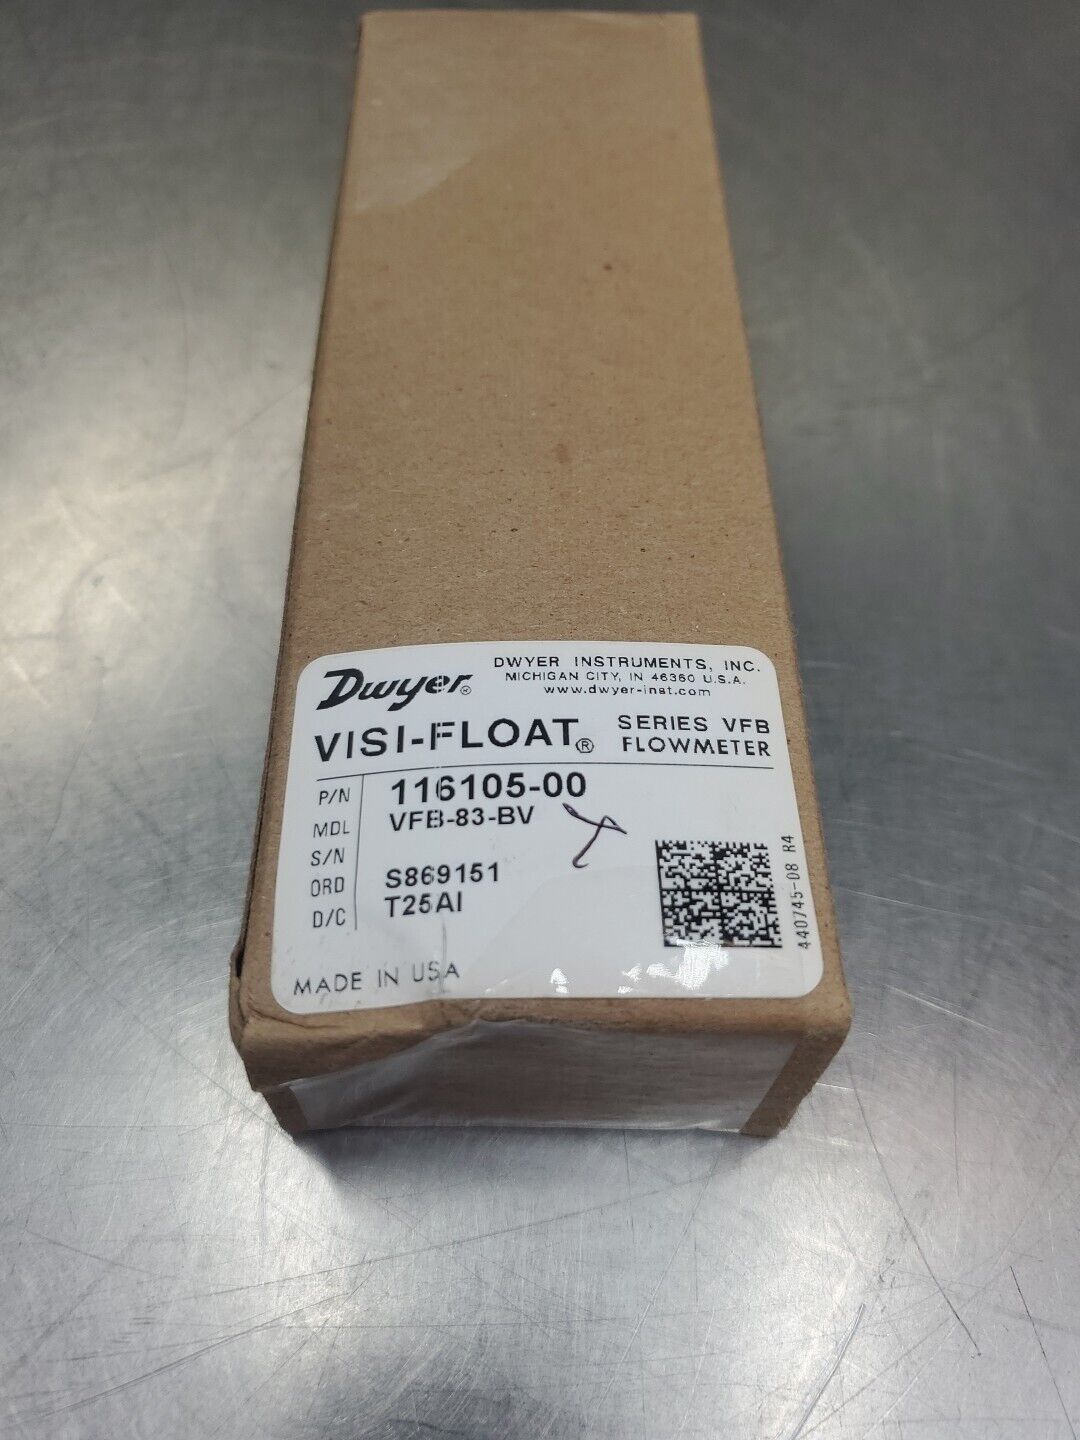 Dwyer®
DWYER INSTRUMENTS, INC.
MICHIGAN CITY, IN 46360 U.S.A.
www.dwyer-inst.com
VISI-FLOAT®
SERIES VFB
FLOWMETER
P/N 116105-00
MDL VFB-83-BV
S/N
ORD S869151
D/C T25AI
MADE IN USA
440745-08 R4